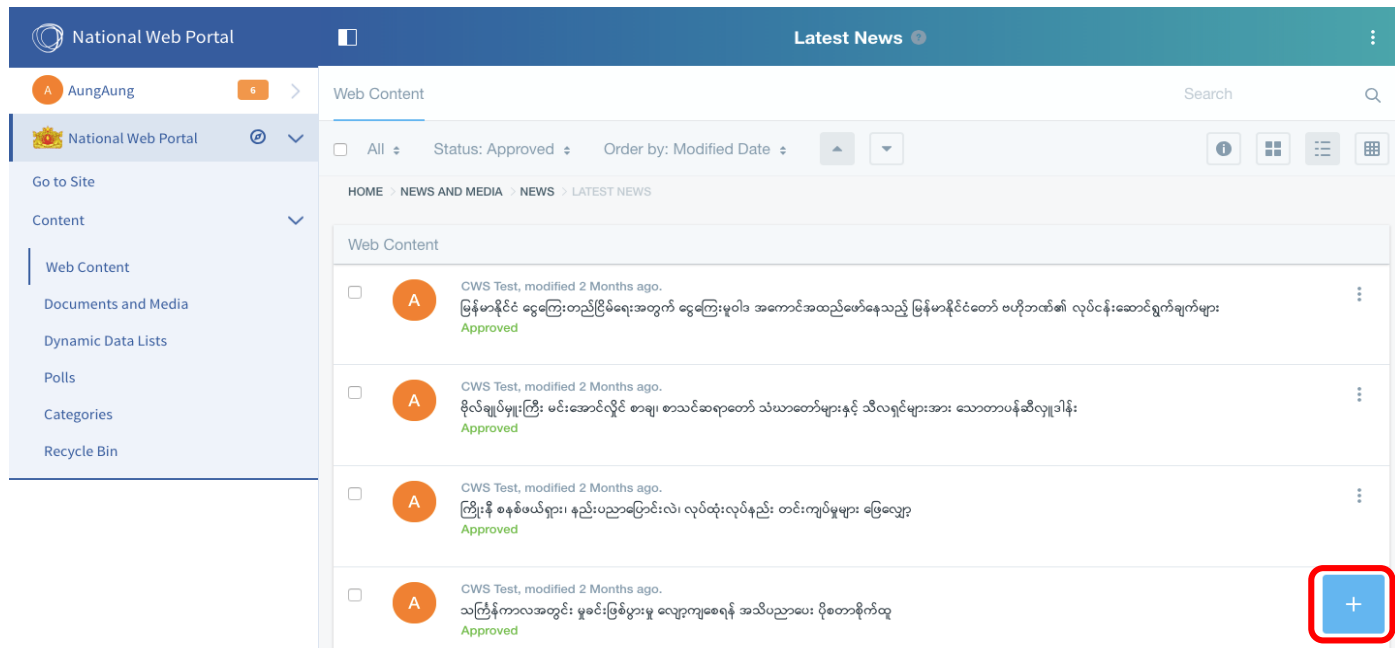 National Web Portal
Latest News
A AungAung 6
National Web Portal
Go to Site
Content
Web Content
Documents and Media
Dynamic Data Lists
Polls
Categories
Recycle Bin
Web Content Search
All Status: Approved Order by: Modified Date
HOME > NEWS AND MEDIA > NEWS > LATEST NEWS
Web Content
A
CWS Test, modified 2 Months ago.
မြန်မာနိုင်ငံ ငွေကြေးတည်ငြိမ်ရေးအတွက် ငွေကြေးမူဝါဒ အကောင်အထည်ဖော်နေသည့် မြန်မာနိုင်ငံတော် ဗဟိုဘဏ်၏ လုပ်ငန်းဆောင်ရွက်ချက်များ
Approved
A
CWS Test, modified 2 Months ago.
ဗိုလ်ချုပ်မှူးကြီး မင်းအောင်လှိုင် စာချ၊ စာသင်ဆရာတော် သံဃာတော်များနှင့် သီလရှင်များအား သောတာပန်ဆီလှူဒါန်း
Approved
A
CWS Test, modified 2 Months ago.
ကြိုးနီ စနစ်ဖယ်ရှား၊ နည်းပညာပြောင်းလဲ၊ လုပ်ထုံးလုပ်နည်း တင်းကျပ်မှုများ ဖြေလျှော့
Approved
A
CWS Test, modified 2 Months ago.
သင်္ကြန်ကာလအတွင်း မှုခင်းဖြစ်ပွားမှု လျော့ကျစေရန် အသိပညာပေး ပိုစတာစိုက်ထူ
Approved
+